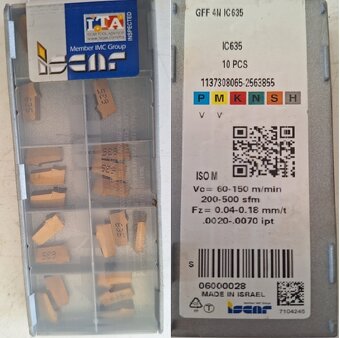 ITA
INSPECTED
Member IMC Group
iscar
GFF 4N IC635
IC635
10 PCS
1137308065-2563855
P M K N S H
V V
ISO M
Vc= 60-150 m/min
200-500 sfm
Fz= 0.04-0.18 mm/t
.0020-.0070 ipt
S
06000028
MADE IN ISRAEL
iscar
7104245